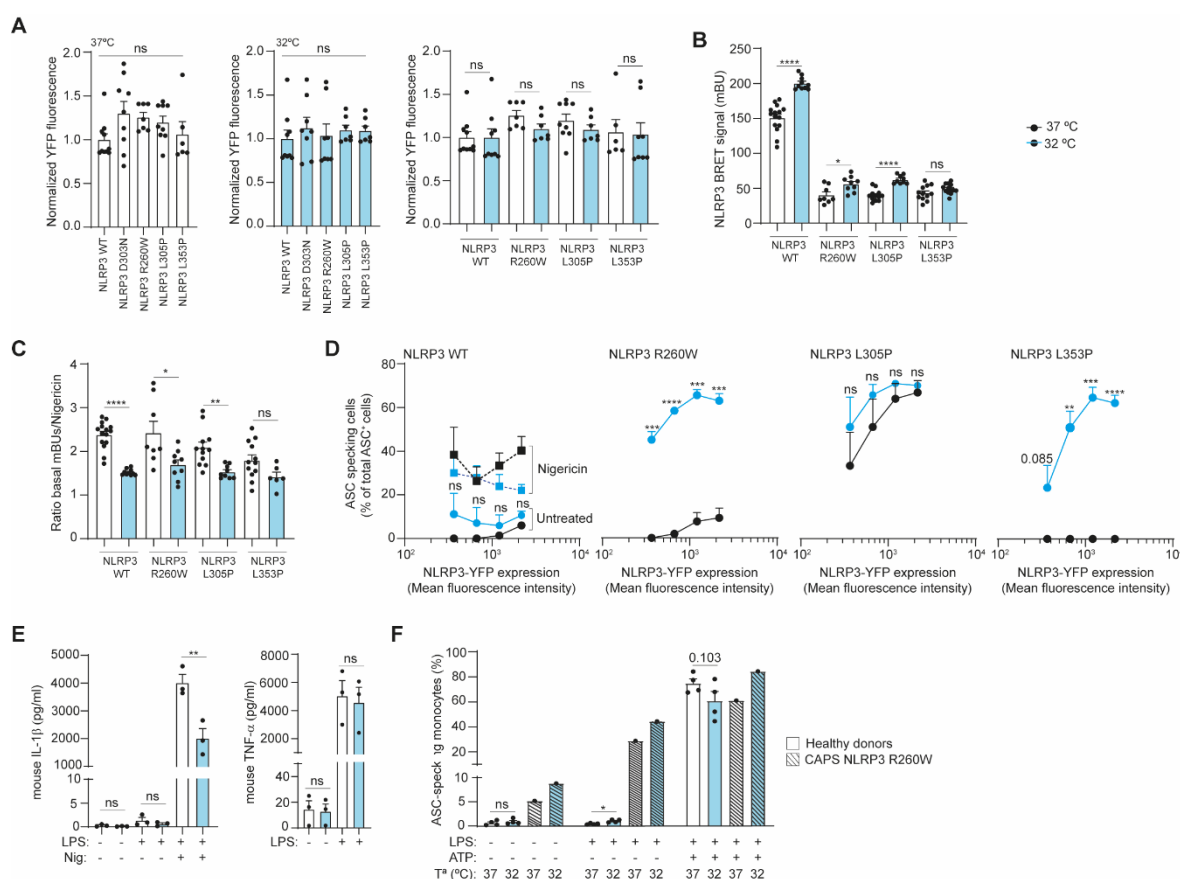 A
37ºC
ns
Normalized YFP fluorescence
2.0
1.5
1.0
0.5
0.0
NLRP3 WT
NLRP3 D303N
NLRP3 R260W
NLRP3 L305P
NLRP3 L353P
32ºC
ns
Normalized YFP fluorescence
2.0
1.5
1.0
0.5
0.0
NLRP3 WT
NLRP3 D303N
NLRP3 R260W
NLRP3 L305P
NLRP3 L353P
Normalized YFP fluorescence
2.0
1.5
1.0
0.5
0.0
ns ns ns ns
NLRP3 NLRP3 NLRP3 NLRP3
WT R260W L305P L353P
B
NLRP3 BRET signal (mBU)
200
150
100
50
0
**** * **** ns
NLRP3 NLRP3 NLRP3 NLRP3
WT R260W L305P L353P
37 ºC
32 ºC
C
Ratio basal mBUs/Nigericin
4
3
2
1
0
**** * ** ns
NLRP3 NLRP3 NLRP3 NLRP3
WT R260W L305P L353P
D
NLRP3 WT
ASC specking cells
(% of total ASC⁺ cells)
80
60
40
20
0
Nigericin
ns ns ns ns
Untreated
10² 10³
NLRP3-YFP expression
(Mean fluorescence intensity)
NLRP3 R260W
*** **** *** ***
10² 10³
NLRP3-YFP expression
(Mean fluorescence intensity)
NLRP3 L305P
ns ns ns ns
10² 10³
NLRP3-YFP expression
(Mean fluorescence intensity)
NLRP3 L353P
0.085 ** *** ****
10² 10³
NLRP3-YFP expression
(Mean fluorescence intensity)
E
mouse IL-1β (pg/ml)
5000
4000
3000
2000
1000
5
0
ns ns **
LPS: - - + + + +
Nig: - - - - + +
mouse TNF-α (pg/ml)
8000
6000
4000
2000
40
20
0
ns ns
LPS: - - + +
F
ASC-specking monocytes (%)
100
80
60
40
20
10
5
0
ns * 0.103
LPS: - - - - + + + + + + + +
ATP: - - - - - - - - + + + +
Tª (ºC) 37 32 37 32 37 32 37 32 37 32 37 32
Healthy donors
CAPS NLRP3 R260W